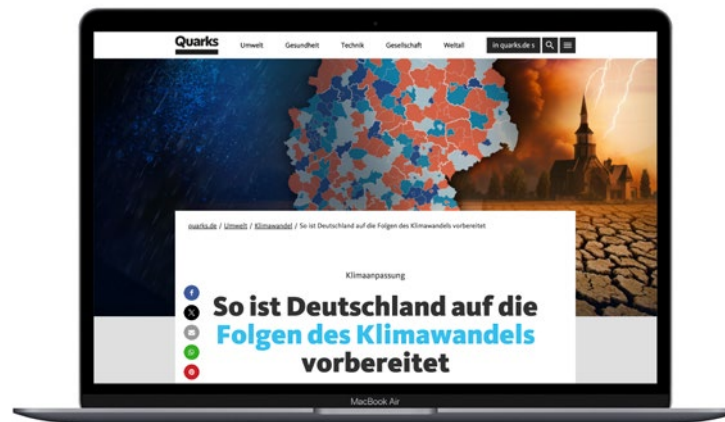 Quarks
Umwelt Gesundheit Technik Gesellschaft Weltall in quarks.de s
quarks.de / Umwelt / Klimawandel / So ist Deutschland auf die Folgen des Klimawandels vorbereitet
Klimaanpassung
So ist Deutschland auf die
Folgen des Klimawandels
vorbereitet
MacBook Air